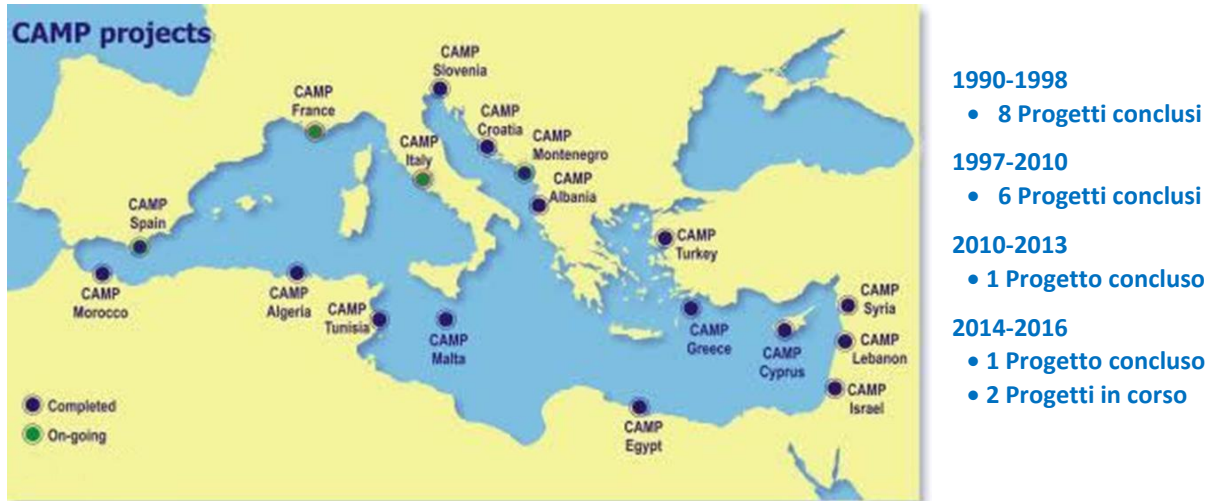 CAMP projects
CAMP
Slovenia
CAMP
France
CAMP
Croatia
CAMP
Italy
CAMP
Montenegro
CAMP
Albania
CAMP
Spain
CAMP
Turkey
CAMP
Morocco
CAMP
Algeria
CAMP
Tunisia
CAMP
Malta
CAMP
Greece
CAMP
Cyprus
CAMP
Syria
CAMP
Lebanon
CAMP
Israel
CAMP
Egypt
Completed
On-going
1990-1998
• 8 Progetti conclusi
1997-2010
• 6 Progetti conclusi
2010-2013
• 1 Progetto concluso
2014-2016
• 1 Progetto concluso
• 2 Progetti in corso